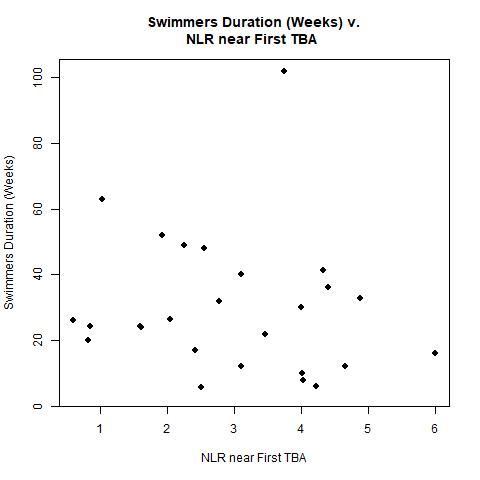 Swimmers Duration (Weeks) v.
NLR near First TBA
Swimmers Duration (Weeks)
100
80
60
40
20
0
1 2 3 4 5 6
NLR near First TBA